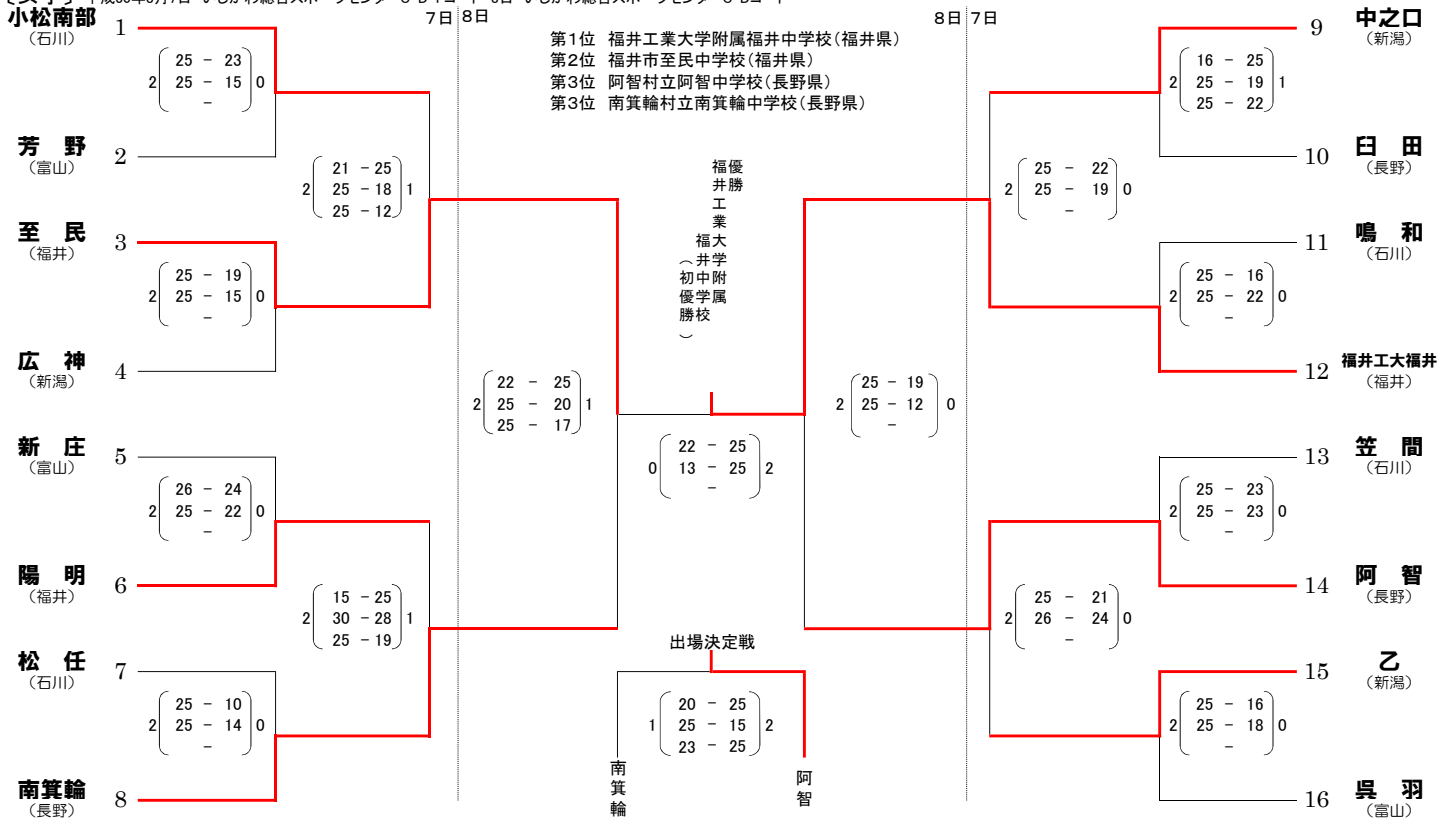 7日 8日
8日 7日
第1位 福井工業大学附属福井中学校(福井県)
第2位 福井市至民中学校(福井県)
第3位 阿智村立阿智中学校(長野県)
第3位 南箕輪村立南箕輪中学校(長野県)
小松南部 1
(石川)
2 25 - 23 0
25 - 15
-
芳野 2
(富山)
2 21 - 25 1
25 - 18
25 - 12
至民 3
(福井)
2 25 - 19 0
25 - 15
-
広神 4
(新潟)
2 22 - 25 1
25 - 20
25 - 17
新庄 5
(富山)
2 26 - 24 0
25 - 22
-
陽明 6
(福井)
2 15 - 25 1
30 - 28
25 - 19
松任 7
(石川)
2 25 - 10 0
25 - 14
-
南箕輪 8
(長野)
優勝
福井工業大学附属
福井中学校
(初優勝)
0 22 - 25 2
13 - 25
-
出場決定戦
1 20 - 25 2
25 - 15
23 - 25
南箕輪
阿智
9 中之口
(新潟)
2 16 - 25 1
25 - 19
25 - 22
10 臼田
(長野)
2 25 - 22 0
25 - 19
-
11 鳴和
(石川)
2 25 - 16 0
25 - 22
-
12 福井工大福井
(福井)
2 25 - 19 0
25 - 12
-
13 笠間
(石川)
2 25 - 23 0
25 - 23
-
14 阿智
(長野)
2 25 - 21 0
26 - 24
-
15 乙
(新潟)
2 25 - 16 0
25 - 18
-
16 呉羽
(富山)